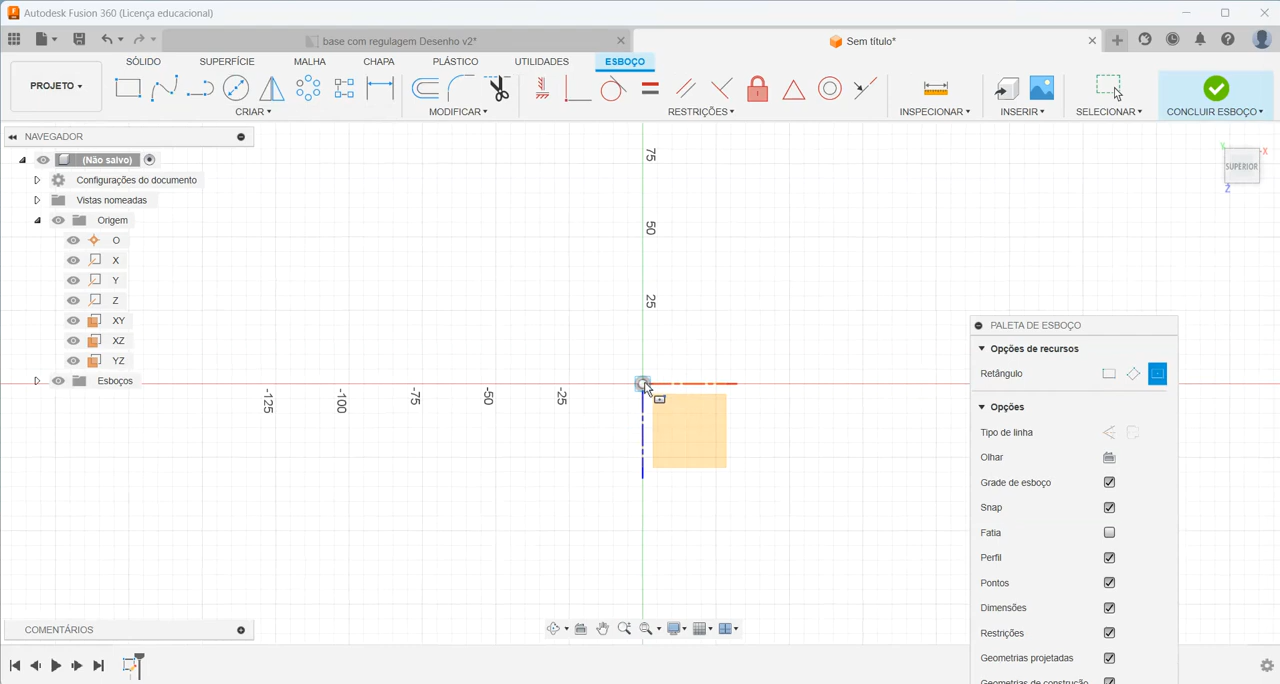 Autodesk Fusion 360 (Licença educacional)
base com regulagem Desenho v2*
Sem título*
SÓLIDO SUPERFÍCIE MALHA CHAPA PLÁSTICO UTILIDADES ESBOÇO
PROJETO
CRIAR MODIFICAR RESTRIÇÕES INSPECIONAR INSERIR SELECIONAR CONCLUIR ESBOÇO
NAVEGADOR
(Não salvo)
Configurações do documento
Vistas nomeadas
Origem
O
X
Y
Z
XY
XZ
YZ
Esboços
75
50
25
-125 -100 -75 -50 -25
Y
-X
SUPERIOR
Z
PALETA DE ESBOÇO
Opções de recursos
Retângulo
Opções
Tipo de linha
Olhar
Grade de esboço
Snap
Fatia
Perfil
Pontos
Dimensões
Restrições
Geometrias projetadas
Geometrias de construção
COMENTÁRIOS